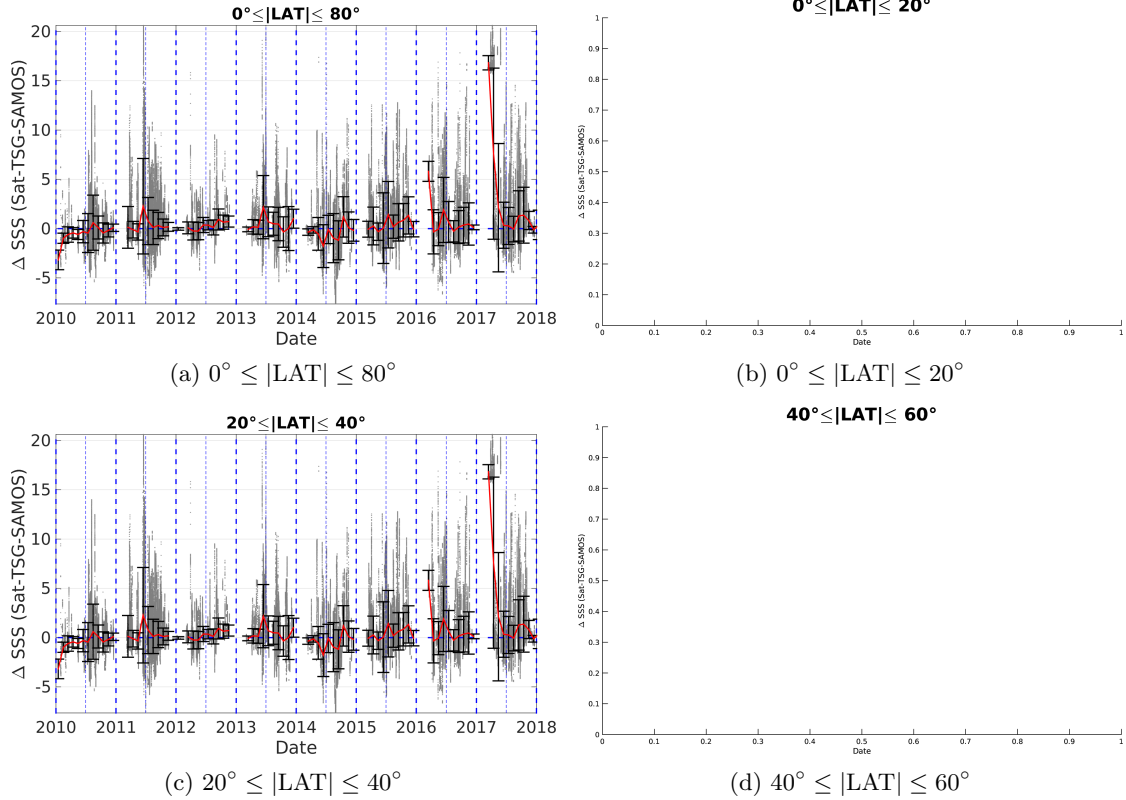 0°≤|LAT|≤ 80°
20
15
10
5
0
-5
Δ SSS (Sat-TSG-SAMOS)
2010 2011 2012 2013 2014 2015 2016 2017 2018
Date
(a) 0° ≤ |LAT| ≤ 80°
0°≤|LAT|≤ 20°
1
0.9
0.8
0.7
0.6
0.5
0.4
0.3
0.2
0.1
0
Δ SSS (Sat-TSG-SAMOS)
0 0.1 0.2 0.3 0.4 0.5 0.6 0.7 0.8 0.9 1
Date
(b) 0° ≤ |LAT| ≤ 20°
20°≤|LAT|≤ 40°
20
15
10
5
0
-5
Δ SSS (Sat-TSG-SAMOS)
2010 2011 2012 2013 2014 2015 2016 2017 2018
Date
(c) 20° ≤ |LAT| ≤ 40°
40°≤|LAT|≤ 60°
1
0.9
0.8
0.7
0.6
0.5
0.4
0.3
0.2
0.1
0
Δ SSS (Sat-TSG-SAMOS)
0 0.1 0.2 0.3 0.4 0.5 0.6 0.7 0.8 0.9 1
Date
(d) 40° ≤ |LAT| ≤ 60°